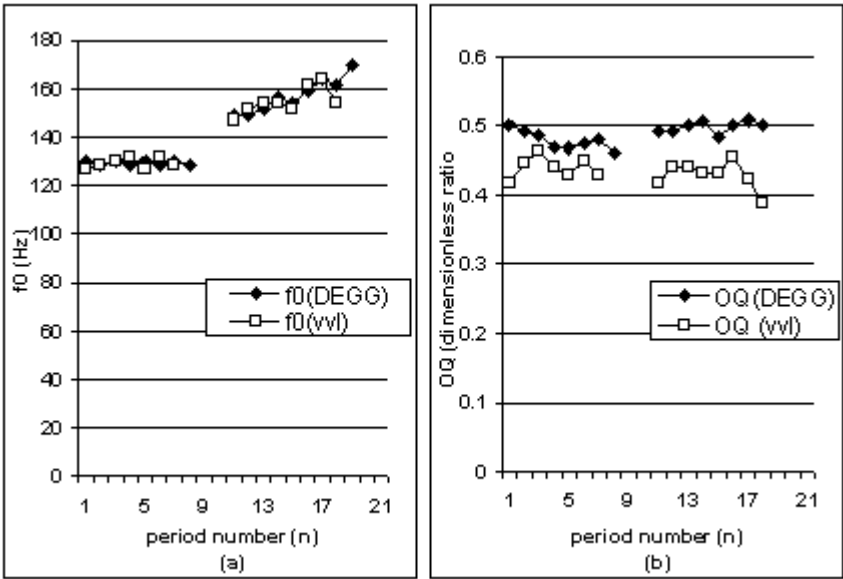 180
160
140
120
100
80
60
40
20
0
f0 (Hz)
f0(DEGG)
f0(vvl)
1 5 9 13 17 21
period number (n)
(a)
0.6
0.5
0.4
0.3
0.2
0.1
0
OQ (dimensionless ratio)
OQ (DEGG)
OQ (vvl)
1 5 9 13 17 21
period number (n)
(b)